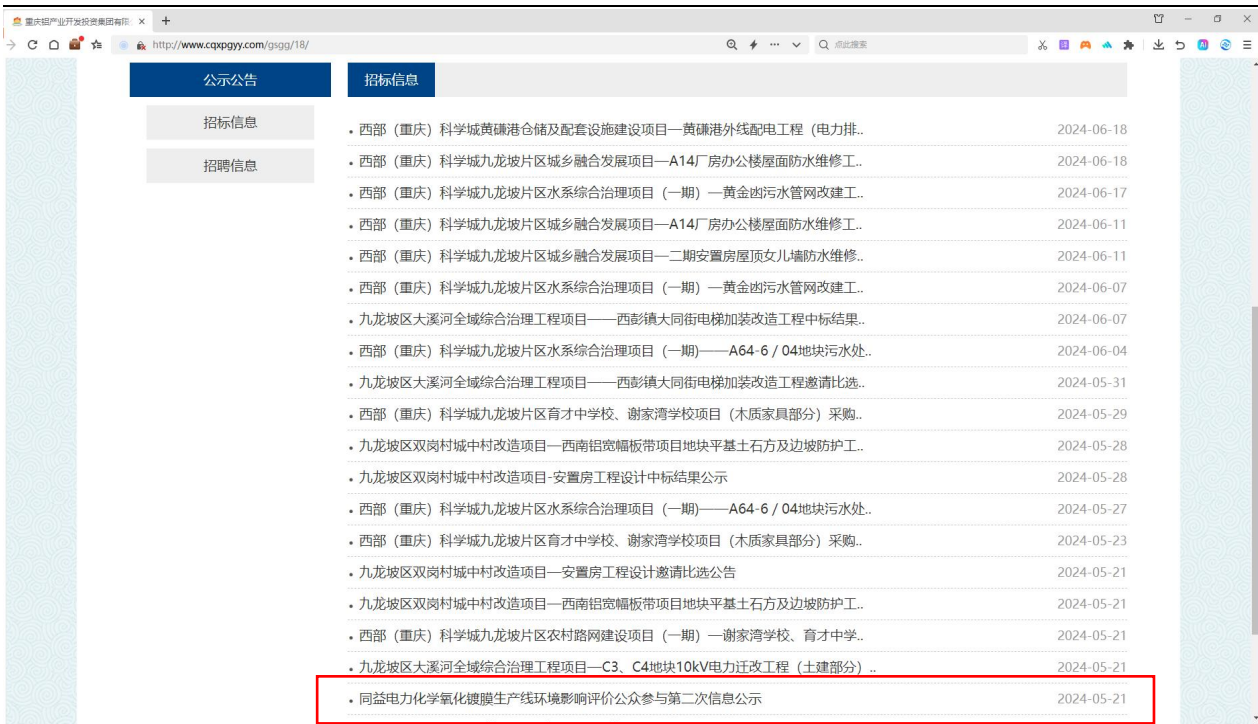 重庆铝产业开发投资集团有限
http://www.cqxpgyy.com/gsgg/18/
点此搜索
公示公告
招标信息
招标信息
招聘信息
西部（重庆）科学城黄磏港仓储及配套设施建设项目—黄磏港外线配电工程（电力排..
2024-06-18
西部（重庆）科学城九龙坡片区城乡融合发展项目—A14厂房办公楼屋面防水维修工..
2024-06-18
西部（重庆）科学城九龙坡片区水系综合治理项目（一期）—黄金凼污水管网改建工..
2024-06-17
西部（重庆）科学城九龙坡片区城乡融合发展项目—A14厂房办公楼屋面防水维修工..
2024-06-11
西部（重庆）科学城九龙坡片区城乡融合发展项目—二期安置房屋顶女儿墙防水维修..
2024-06-11
西部（重庆）科学城九龙坡片区水系综合治理项目（一期）—黄金凼污水管网改建工..
2024-06-07
九龙坡区大溪河全域综合治理工程项目——西彭镇大同街电梯加装改造工程中标结果..
2024-06-07
西部（重庆）科学城九龙坡片区水系综合治理项目（一期)——A64-6 / 04地块污水处..
2024-06-04
九龙坡区大溪河全域综合治理工程项目——西彭镇大同街电梯加装改造工程邀请比选..
2024-05-31
西部（重庆）科学城九龙坡片区育才中学校、谢家湾学校项目（木质家具部分）采购..
2024-05-29
九龙坡区双岗村城中村改造项目—西南铝宽幅板带项目地块平基土石方及边坡防护工..
2024-05-28
九龙坡区双岗村城中村改造项目-安置房工程设计中标结果公示
2024-05-28
西部（重庆）科学城九龙坡片区水系综合治理项目（一期)——A64-6 / 04地块污水处..
2024-05-27
西部（重庆）科学城九龙坡片区育才中学校、谢家湾学校项目（木质家具部分）采购..
2024-05-23
九龙坡区双岗村城中村改造项目—安置房工程设计邀请比选公告
2024-05-21
九龙坡区双岗村城中村改造项目—西南铝宽幅板带项目地块平基土石方及边坡防护工..
2024-05-21
西部（重庆）科学城九龙坡片区农村路网建设项目（一期）—谢家湾学校、育才中学..
2024-05-21
九龙坡区大溪河全域综合治理工程项目—C3、C4地块10kV电力迁改工程（土建部分）..
2024-05-21
同益电力化学氧化镀膜生产线环境影响评价公众参与第二次信息公示
2024-05-21